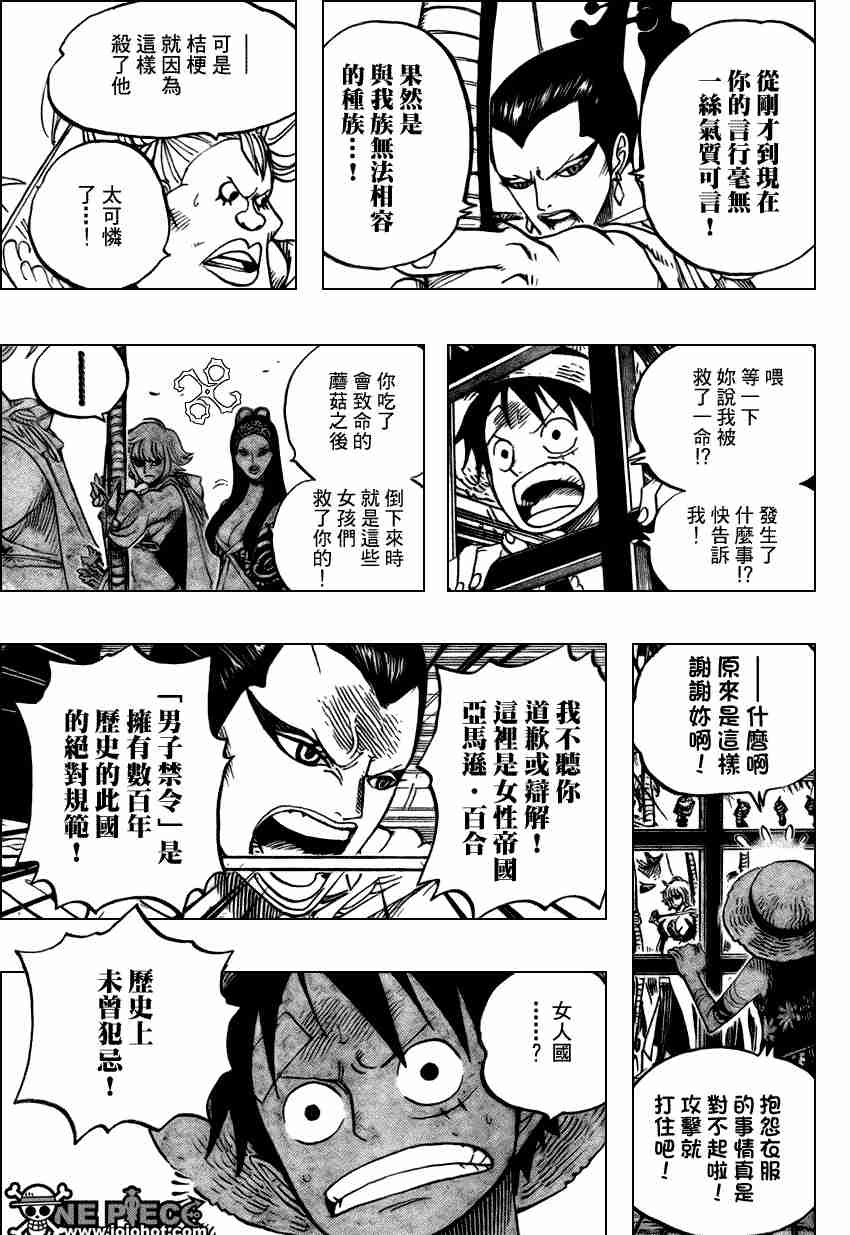 從剛才到現在
你的言行毫無
一絲氣質可言！
果然是
與我族無法相容
的種族…！
——
可是
桔梗
就因為
這樣
殺了他
太可憐
了…！
喂
等一下
妳說我被
救了一命!?
發生了
什麼事!?
快告訴
我！
你吃了
會致命的
蘑菇之後
倒下來時
就是這些
女孩們
救了你的！
………
——什麼啊
原來是這樣
謝謝妳啊！
抱怨衣服
的事情真是
對不起啦！
攻擊就
打住吧！
我不聽你
道歉或辯解！
這裡是女性帝國
亞馬遜・百合
「男子禁令」是
擁有數百年
歷史的此國
的絕對規範！
歷史上
未曾犯忌！
女人國
……？
ONE PIECE
www.jojohot.com/